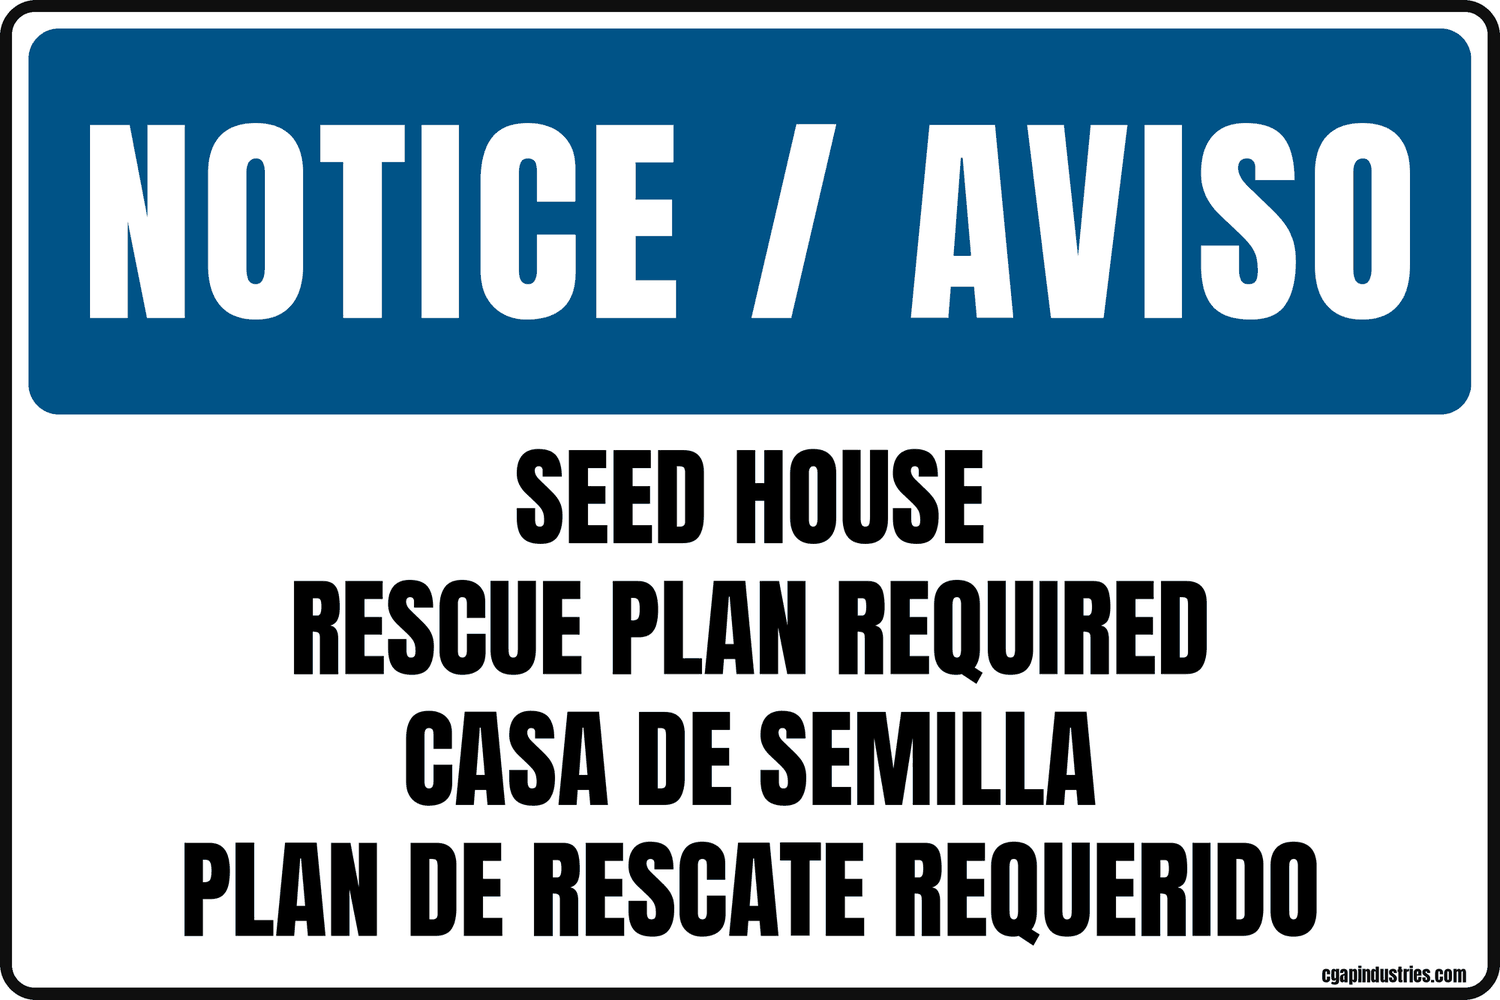 NOTICE / AVISO
SEED HOUSE
RESCUE PLAN REQUIRED
CASA DE SEMILLA
PLAN DE RESCATE REQUERIDO
cgapindustries.com